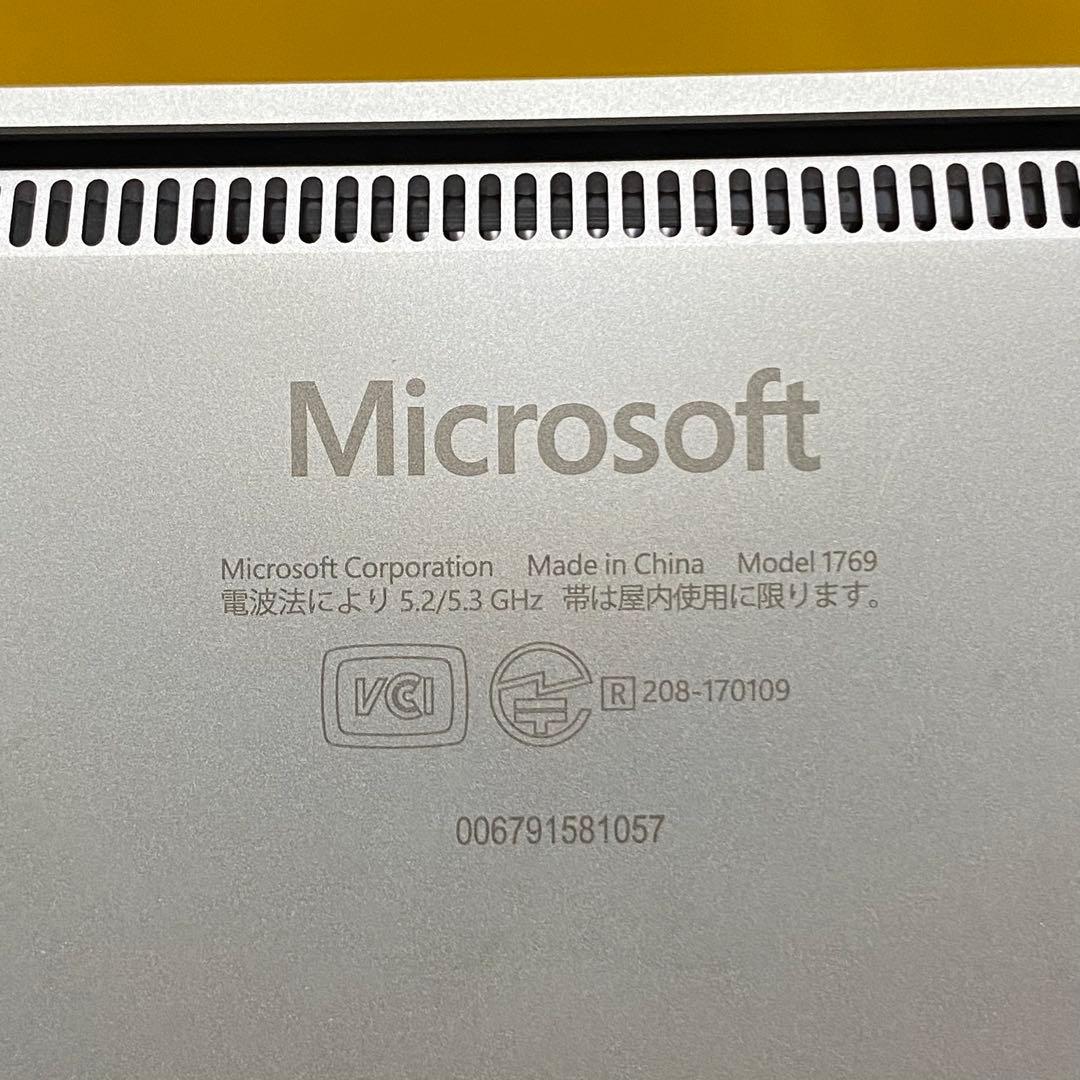 Microsoft
Microsoft Corporation Made in China Model 1769
電波法により 5.2/5.3 GHz 帯は屋内使用に限ります。
VCCI R 208-170109
006791581057